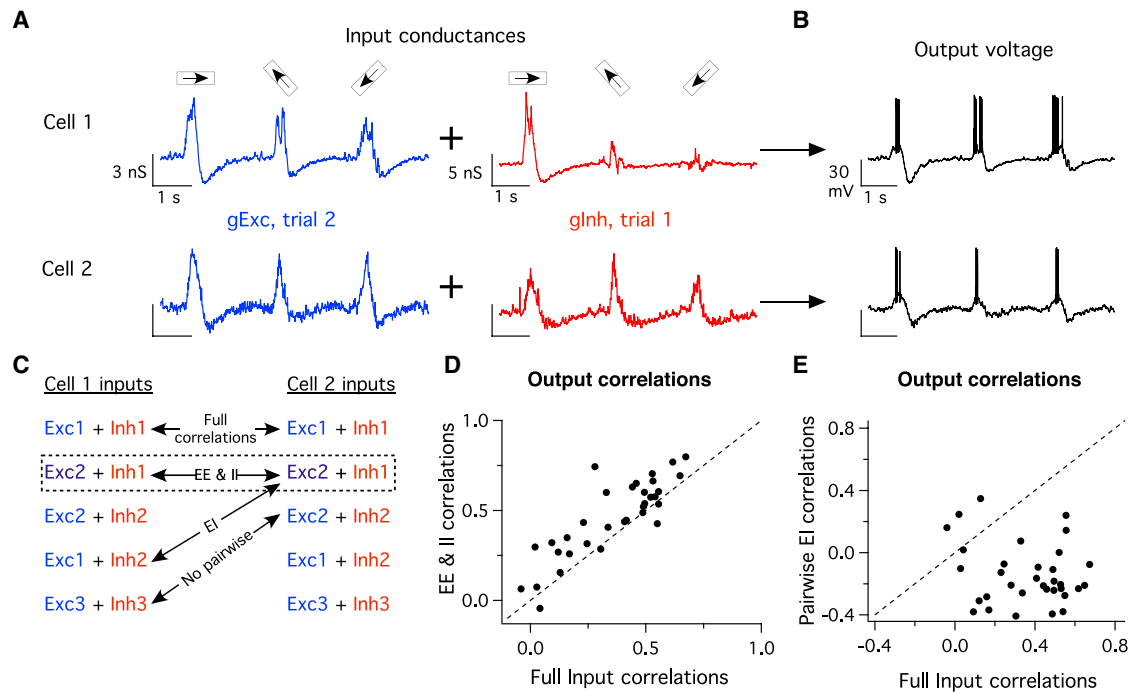 A
Input conductances
B
Output voltage
Cell 1
3 nS
1 s
5 nS
1 s
30
mV
1 s
gExc, trial 2
gInh, trial 1
Cell 2
C
Cell 1 inputs
Cell 2 inputs
Exc1 + Inh1
Full
correlations
Exc1 + Inh1
Exc2 + Inh1
EE & II
Exc2 + Inh1
Exc2 + Inh2
EI
Exc2 + Inh2
Exc1 + Inh2
No pairwise
Exc1 + Inh2
Exc3 + Inh3
Exc3 + Inh3
D
Output correlations
EE & II correlations
1.0
0.5
0.0
0.0
0.5
1.0
Full Input correlations
E
Output correlations
Pairwise EI correlations
0.8
0.4
0.0
-0.4
-0.4
0.0
0.4
0.8
Full Input correlations